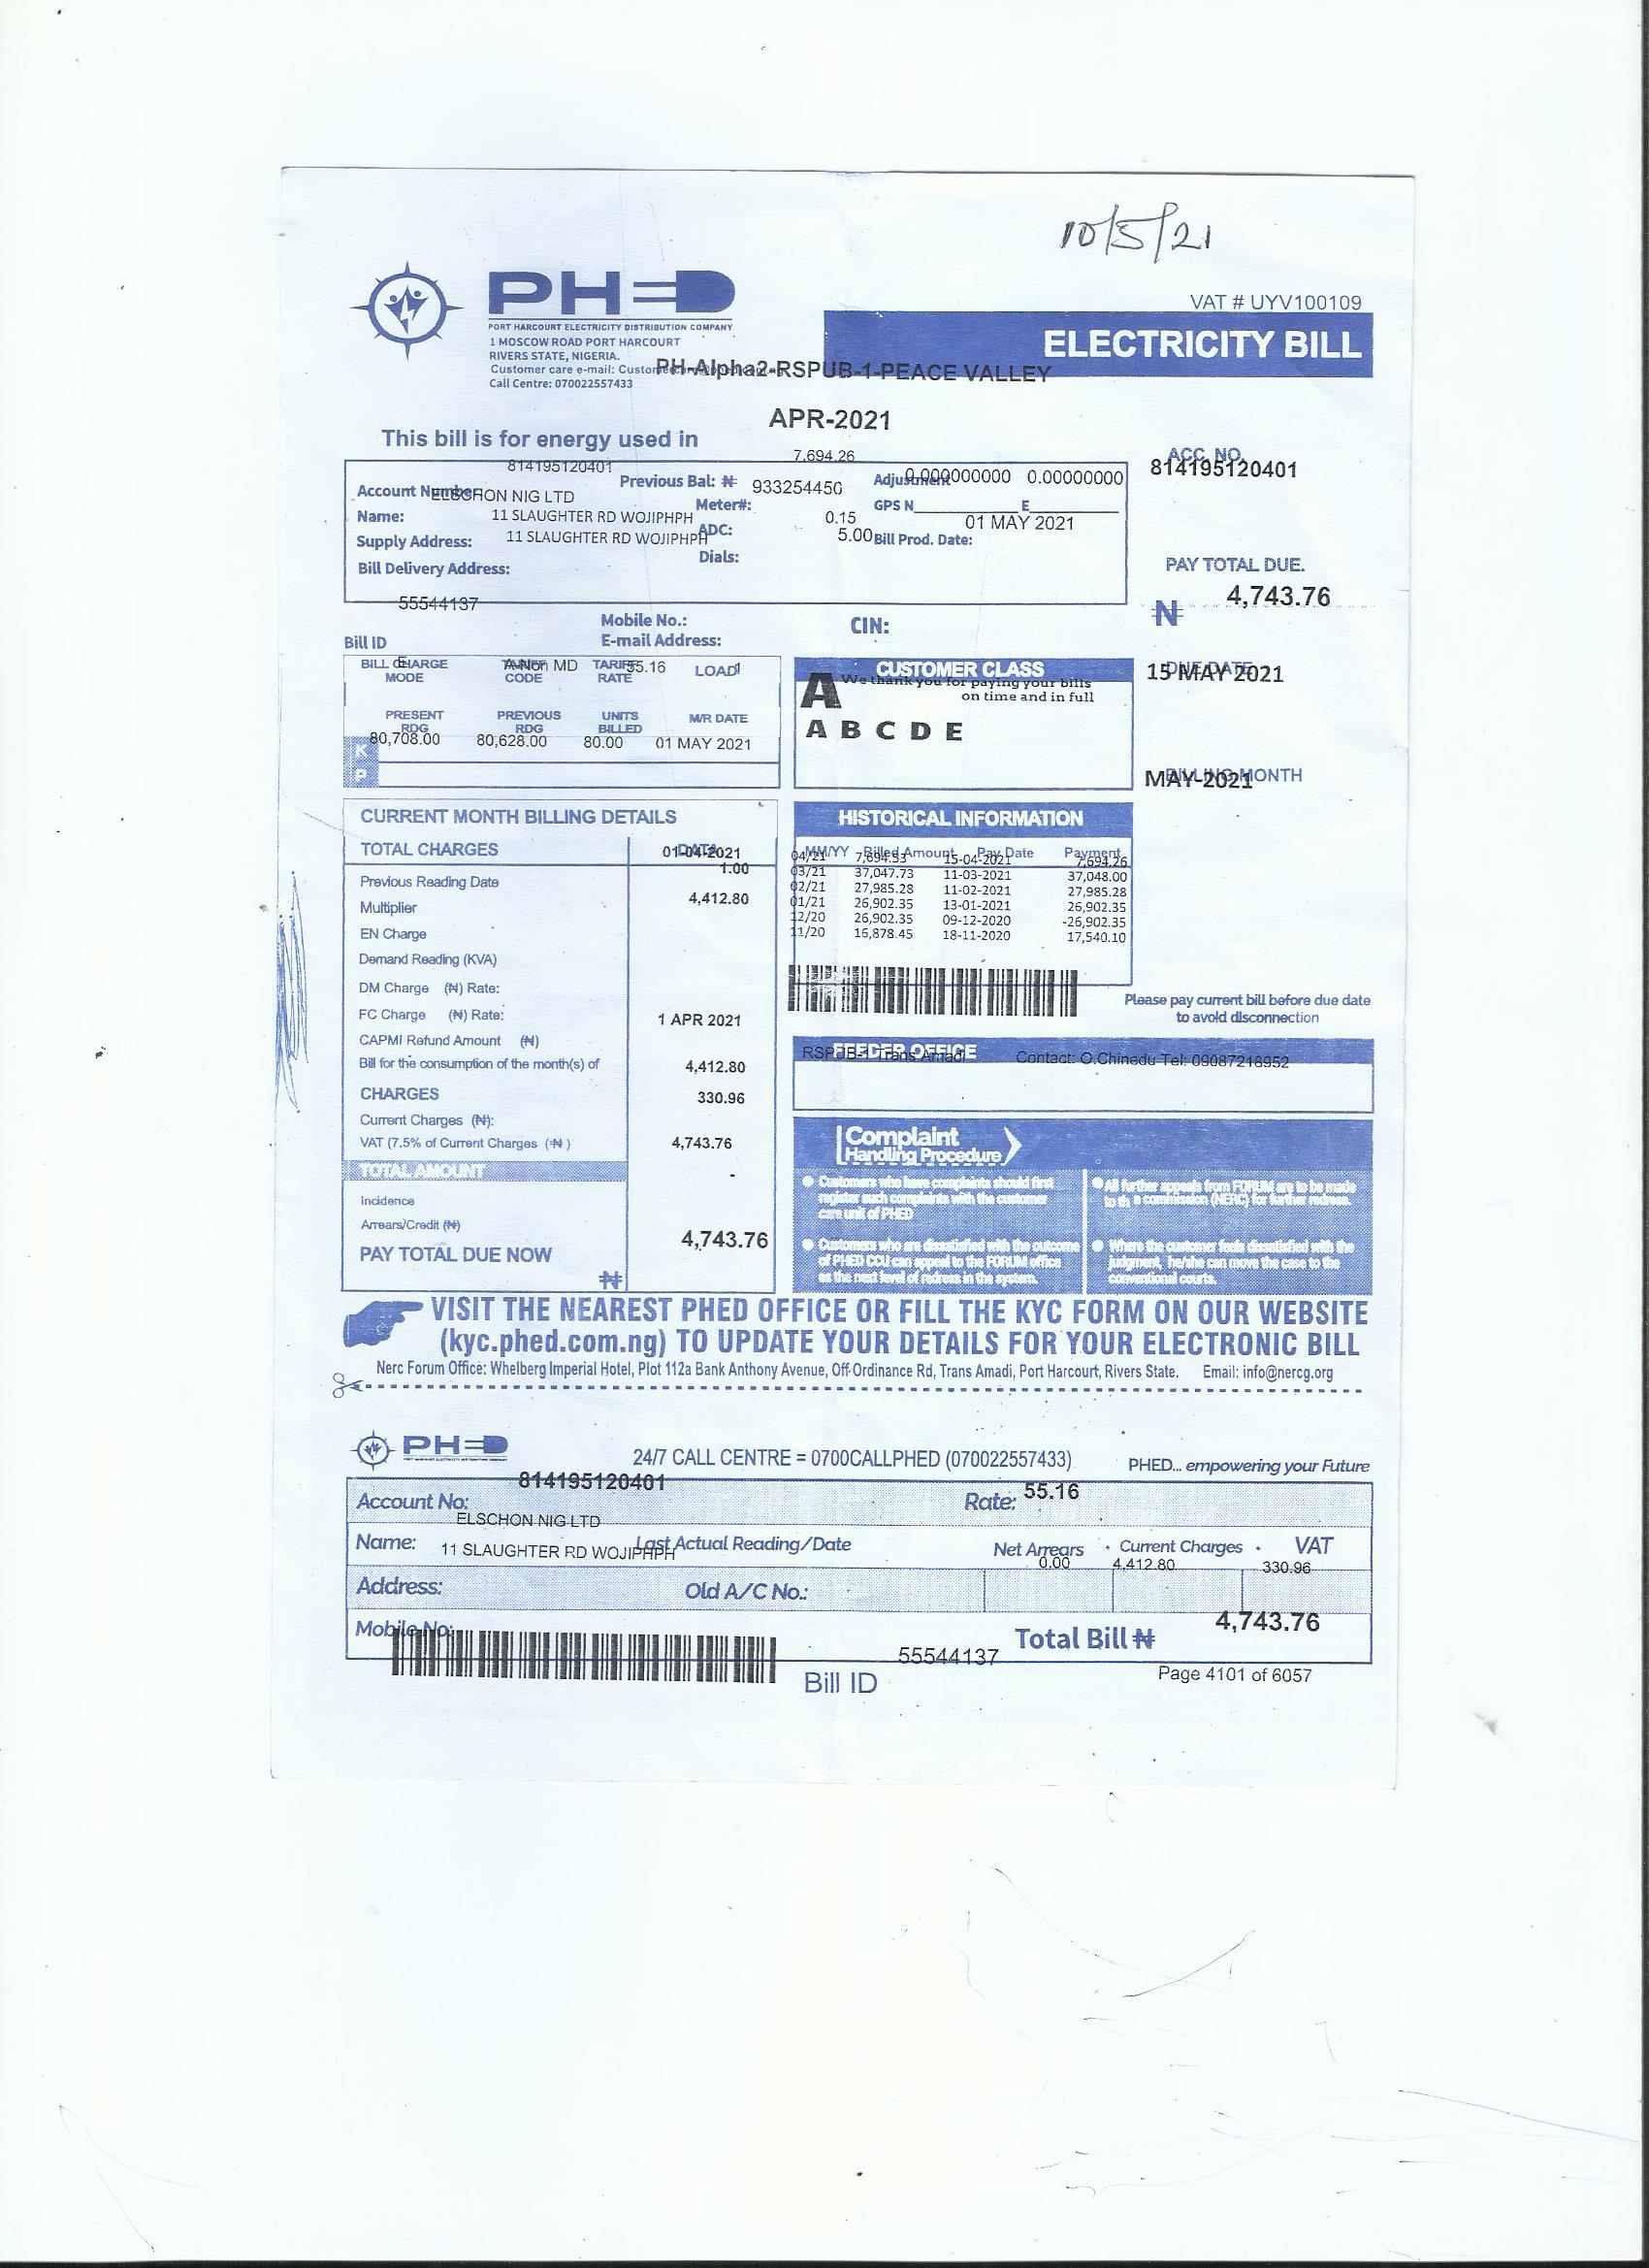 10/5/21
PHED
PORT HARCOURT ELECTRICITY DISTRIBUTION COMPANY
1 MOSCOW ROAD PORT HARCOURT
RIVERS STATE, NIGERIA.
Customer care e-mail:
Call Centre: 070022557433
VAT # UYV100109
ELECTRICITY BILL
PH-Alpha2-RSPUB-1-PEACE VALLEY
APR-2021
This bill is for energy used in
814195120401
7,694.26
Account Number:
ELSCHON NIG LTD
Previous Bal: ₦
933254450
Adjustment
0.000000000 0.00000000
Name:
11 SLAUGHTER RD WOJIPHPH
Meter#:
0.15
GPS N E
01 MAY 2021
Supply Address:
11 SLAUGHTER RD WOJIPHPH
ADC:
5.00
Bill Prod. Date:
Bill Delivery Address:
Dials:
ACC. NO.
814195120401
PAY TOTAL DUE.
4,743.76
₦
55544137
Mobile No.:
CIN:
Bill ID
E-mail Address:
BILL CHARGE MODE
E
TARIFF CODE
A-Non MD
TARIFF RATE
55.16
LOAD
1
PRESENT RDG
PREVIOUS RDG
UNITS BILLED
M/R DATE
80,708.00 80,628.00 80.00 01 MAY 2021
K
P
CUSTOMER CLASS
A
We thank you for paying your bills
on time and in full
A B C D E
DUE DATE
15 MAY 2021
BILLING MONTH
MAY-2021
CURRENT MONTH BILLING DETAILS
TOTAL CHARGES
DATA
01-04-2021
1.00
Previous Reading Date
4,412.80
Multiplier
EN Charge
Demand Reading (KVA)
DM Charge (₦) Rate:
FC Charge (₦) Rate:
1 APR 2021
CAPMI Refund Amount (₦)
Bill for the consumption of the month(s) of
4,412.80
CHARGES
330.96
Current Charges (₦):
VAT (7.5% of Current Charges (₦)
4,743.76
TOTAL AMOUNT
-
Incidence
Arrears/Credit (₦)
4,743.76
PAY TOTAL DUE NOW
₦
HISTORICAL INFORMATION
MM/YY Billed Amount Pay Date Payment
04/21 7,694.53 15-04-2021 7,694.26
03/21 37,047.73 11-03-2021 37,048.00
02/21 27,985.28 11-02-2021 27,985.28
01/21 26,902.35 13-01-2021 26,902.35
12/20 26,902.35 09-12-2020 -26,902.35
11/20 16,878.45 18-11-2020 17,540.10
Please pay current bill before due date
to avoid disconnection
FEEDER OFFICE
RSPUB-1 Trans Amadi Contact: O.Chinedu Tel: 09087218952
Complaint
Handling Procedure
Customers who have complaints should first
register such complaints with the customer
care unit of PHED
Customers who are dissatisfied with the outcome
of PHED CCU can appeal to the FORUM office
as the next level of redress in the system.
All further appeals from FORUM are to be made
commission (NERC) for further redress.
Where the customer feels dissatisfied with the
judgment, he/she can move the case to the
conventional courts.
VISIT THE NEAREST PHED OFFICE OR FILL THE KYC FORM ON OUR WEBSITE
(kyc.phed.com.ng) TO UPDATE YOUR DETAILS FOR YOUR ELECTRONIC BILL
Nerc Forum Office: Whelberg Imperial Hotel, Plot 112a Bank Anthony Avenue, Off Ordinance Rd, Trans Amadi, Port Harcourt, Rivers State. Email: info@nercg.org
PHED
24/7 CALL CENTRE = 0700CALLPHED (070022557433)
PHED... empowering your Future
814195120401
Account No:
Rate: 55.16
ELSCHON NIG LTD
Name:
11 SLAUGHTER RD WOJIPHPH
Last Actual Reading/Date
Net Arrears Current Charges VAT
0.00 4,412.80 330.96
Address:
Old A/C No.:
4,743.76
Mobile No:
Total Bill ₦
55544137
Bill ID
Page 4101 of 6057